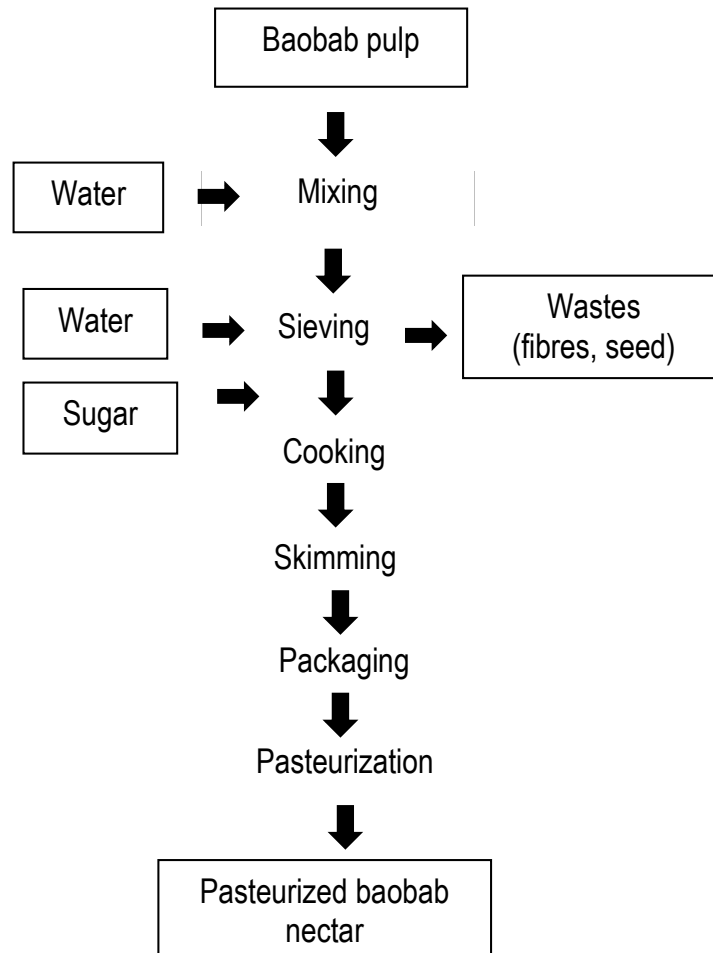 Baobab pulp
Water
Mixing
Water
Sieving
Wastes
(fibres, seed)
Sugar
Cooking
Skimming
Packaging
Pasteurization
Pasteurized baobab
nectar